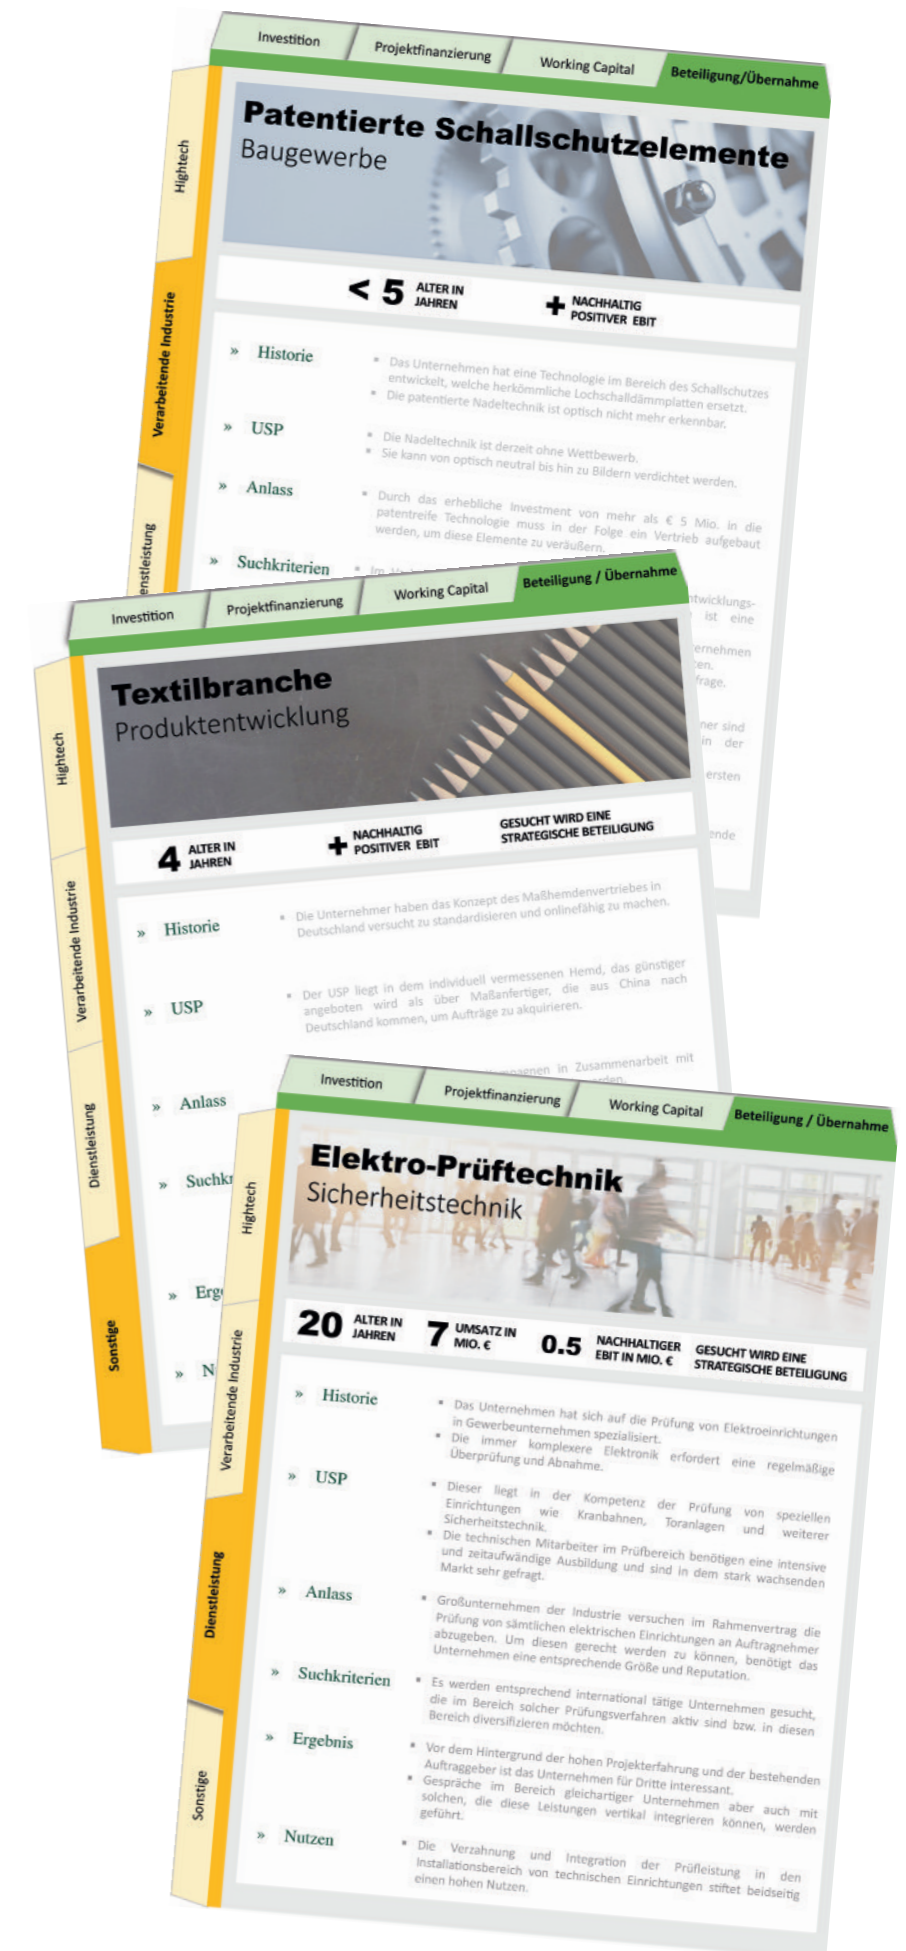 Investition
Projektfinanzierung
Working Capital
Beteiligung/Übernahme
Hightech
Verarbeitende Industrie
Patentierte Schallschutzelemente
Baugewerbe
< 5 ALTER IN
JAHREN
+ NACHHALTIG
POSITIVER EBIT
» Historie
▪ Das Unternehmen hat eine Technologie im Bereich des Schallschutzes
entwickelt, welche herkömmliche Lochschalldämmplatten ersetzt.
▪ Die patentierte Nadeltechnik ist optisch nicht mehr erkennbar.
» USP
▪ Die Nadeltechnik ist derzeit ohne Wettbewerb.
▪ Sie kann von optisch neutral bis hin zu Bildern verdichtet werden.
» Anlass
▪ Durch das erhebliche Investment von mehr als € 5 Mio. in die
patentreife Technologie muss in der Folge ein Vertrieb aufgebaut
werden, um diese Elemente zu veräußern.
» Suchkriterien
▪ Im
ist eine
frage.
sind
in der
ersten
Investition
Projektfinanzierung
Working Capital
Beteiligung / Übernahme
Hightech
Verarbeitende Industrie
Dienstleistung
Sonstige
Textilbranche
Produktentwicklung
4 ALTER IN
JAHREN
+ NACHHALTIG
POSITIVER EBIT
GESUCHT WIRD EINE
STRATEGISCHE BETEILIGUNG
» Historie
▪ Die Unternehmer haben das Konzept des Maßhemdenvertriebes in
Deutschland versucht zu standardisieren und onlinefähig zu machen.
» USP
▪ Der USP liegt in dem individuell vermessenen Hemd, das günstiger
angeboten wird als über Maßanfertiger, die aus China nach
Deutschland kommen, um Aufträge zu akquirieren.
» Anlass
in Zusammenarbeit mit
» Suchkr
» Erg
» N
Investition
Projektfinanzierung
Working Capital
Beteiligung / Übernahme
Hightech
Verarbeitende Industrie
Dienstleistung
Sonstige
Elektro-Prüftechnik
Sicherheitstechnik
20 ALTER IN
JAHREN
7 UMSATZ IN
MIO. €
0.5 NACHHALTIGER
EBIT IN MIO. €
GESUCHT WIRD EINE
STRATEGISCHE BETEILIGUNG
» Historie
▪ Das Unternehmen hat sich auf die Prüfung von Elektroeinrichtungen
in Gewerbeunternehmen spezialisiert.
▪ Die immer komplexere Elektronik erfordert eine regelmäßige
Überprüfung und Abnahme.
» USP
▪ Dieser liegt in der Kompetenz der Prüfung von speziellen
Einrichtungen wie Kranbahnen, Toranlagen und weiterer
Sicherheitstechnik.
▪ Die technischen Mitarbeiter im Prüfbereich benötigen eine intensive
und zeitaufwändige Ausbildung und sind in dem stark wachsenden
Markt sehr gefragt.
» Anlass
▪ Großunternehmen der Industrie versuchen im Rahmenvertrag die
Prüfung von sämtlichen elektrischen Einrichtungen an Auftragnehmer
abzugeben. Um diesen gerecht werden zu können, benötigt das
Unternehmen eine entsprechende Größe und Reputation.
» Suchkriterien
▪ Es werden entsprechend international tätige Unternehmen gesucht,
die im Bereich solcher Prüfungsverfahren aktiv sind bzw. in diesen
Bereich diversifizieren möchten.
» Ergebnis
▪ Vor dem Hintergrund der hohen Projekterfahrung und der bestehenden
Auftraggeber ist das Unternehmen für Dritte interessant.
▪ Gespräche im Bereich gleichartiger Unternehmen aber auch mit
solchen, die diese Leistungen vertikal integrieren können, werden
geführt.
» Nutzen
▪ Die Verzahnung und Integration der Prüfleistung in den
Installationsbereich von technischen Einrichtungen stiftet beidseitig
einen hohen Nutzen.